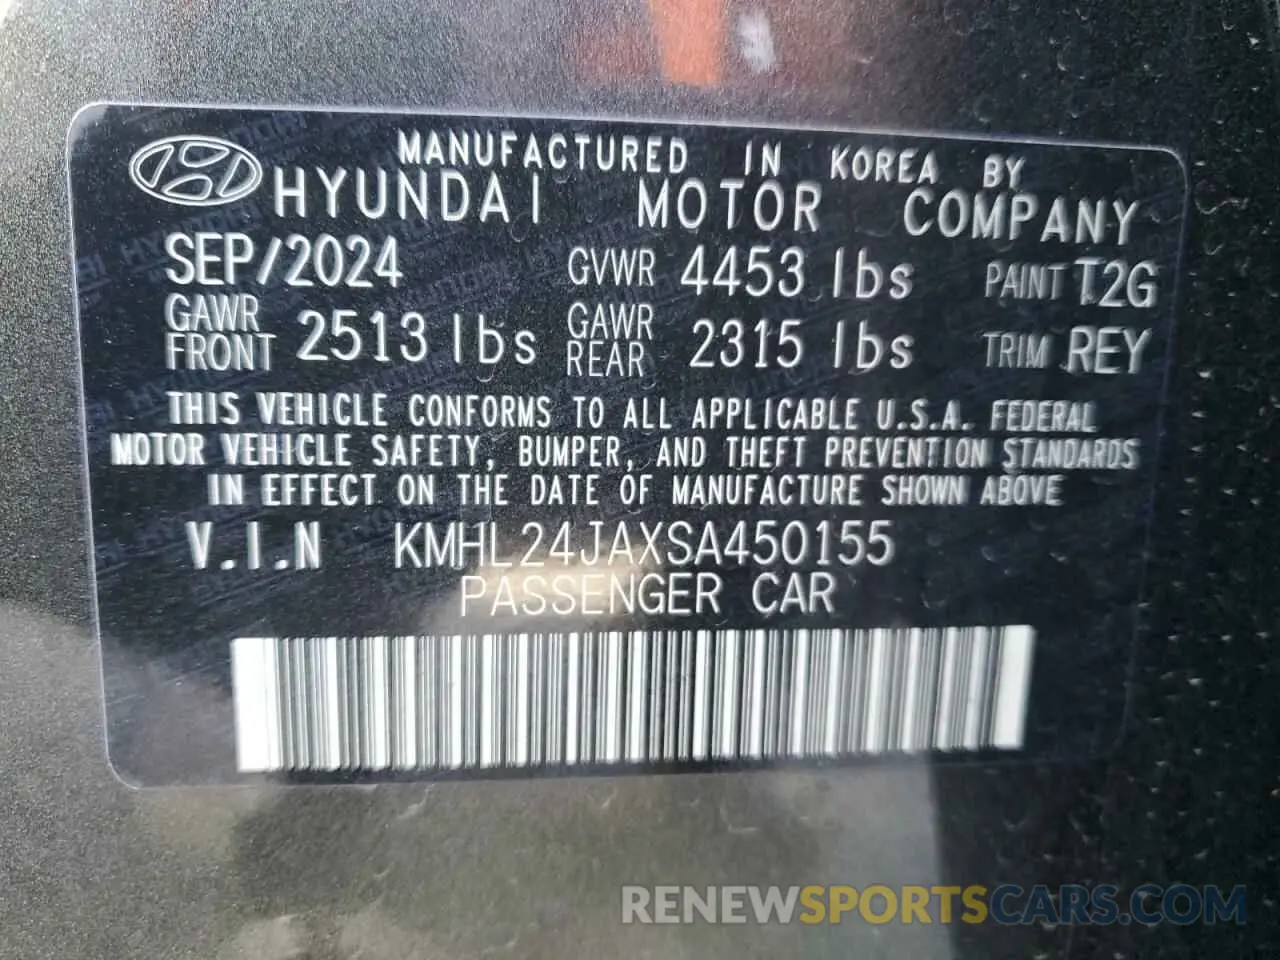 MANUFACTURED IN KOREA BY
HYUNDAI MOTOR COMPANY
SEP/2024 GVWR 4453 lbs PAINT T2G
GAWR FRONT 2513 lbs GAWR REAR 2315 lbs TRIM REY
THIS VEHICLE CONFORMS TO ALL APPLICABLE U.S.A. FEDERAL
MOTOR VEHICLE SAFETY, BUMPER, AND THEFT PREVENTION STANDARDS
IN EFFECT ON THE DATE OF MANUFACTURE SHOWN ABOVE
V.I.N KMHL24JAXSA450155
PASSENGER CAR
RENEWSPORTSCARS.COM